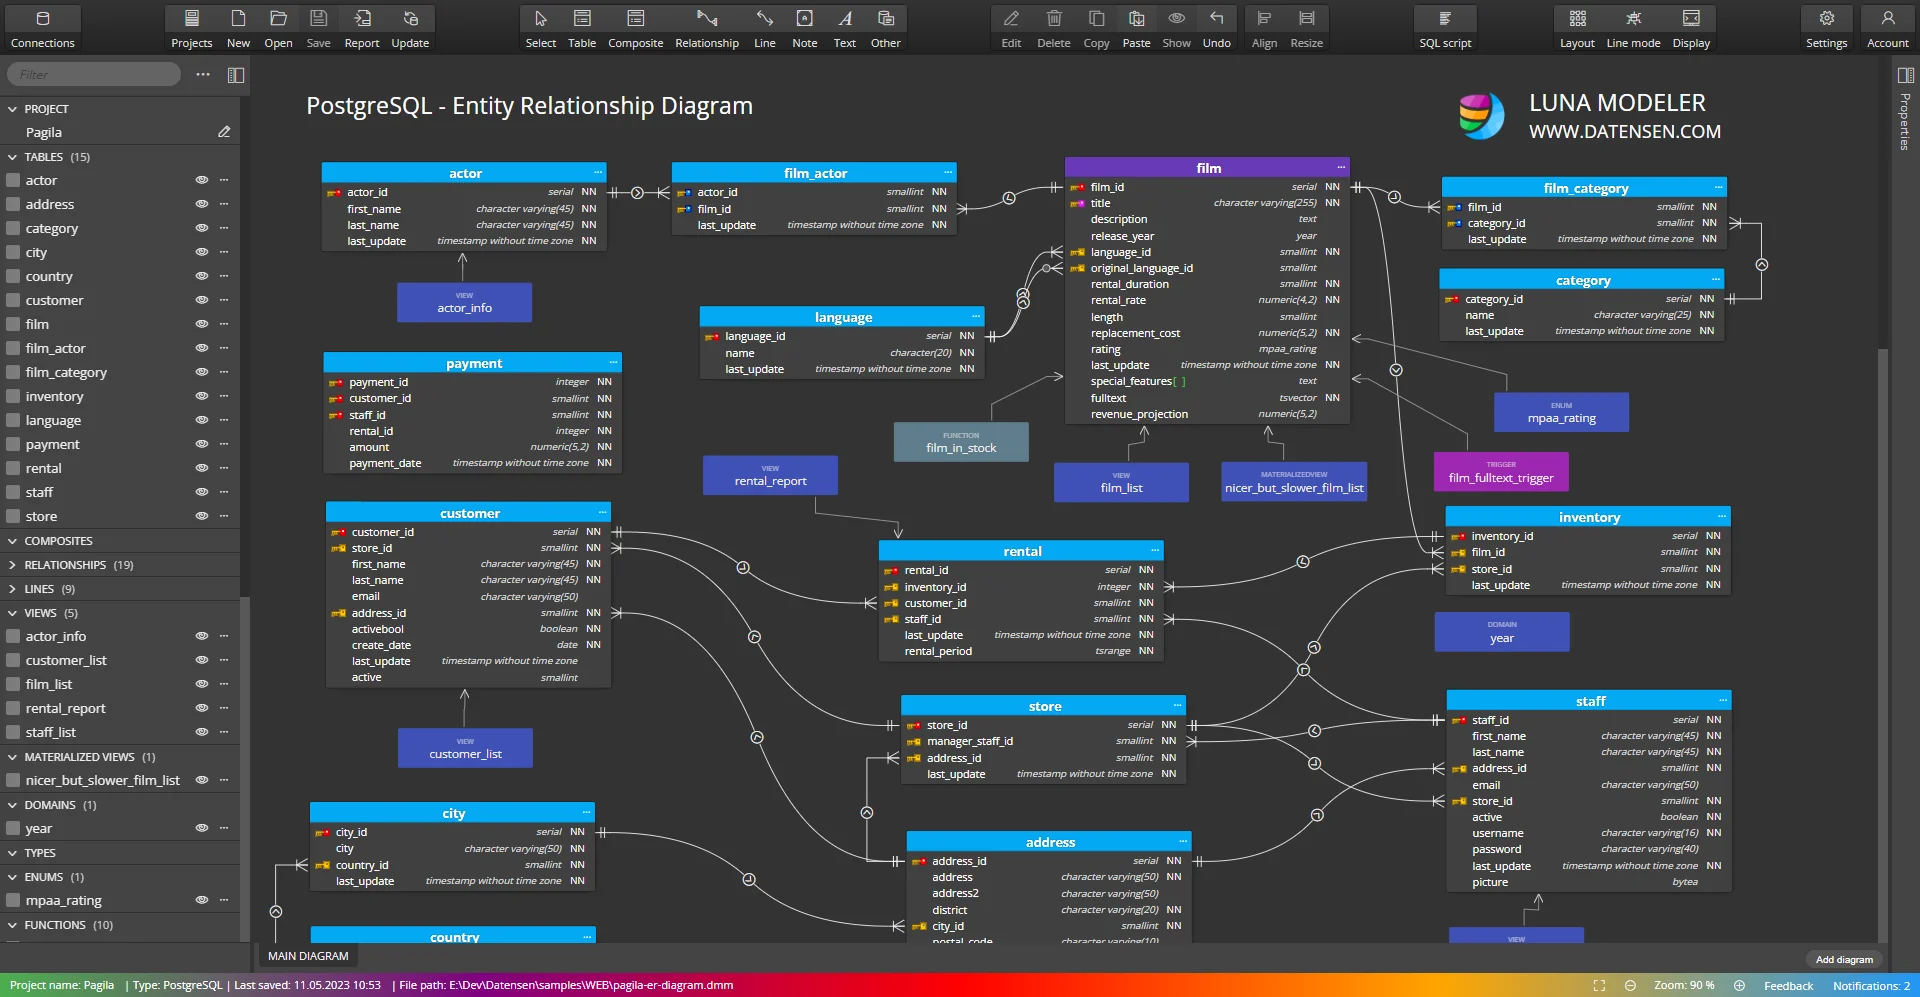 Connections
Projects New Open Save Report Update
Select Table Composite Relationship Line Note Text Other
Edit Delete Copy Paste Show Undo Align Resize
SQL script
Layout Line mode Display
Settings Account
Filter
PROJECT
Pagila
TABLES (15)
actor
address
category
city
country
customer
film
film_actor
film_category
inventory
language
payment
rental
staff
store
COMPOSITES
RELATIONSHIPS (19)
LINES (9)
VIEWS (5)
actor_info
customer_list
film_list
rental_report
staff_list
MATERIALIZED VIEWS (1)
nicer_but_slower_film_list
DOMAINS (1)
year
TYPES
ENUMS (1)
mpaa_rating
FUNCTIONS (10)
PostgreSQL - Entity Relationship Diagram
LUNA MODELER
WWW.DATENSEN.COM
Properties
actor
actor_id serial NN
first_name character varying(45) NN
last_name character varying(45) NN
last_update timestamp without time zone NN
VIEW
actor_info
film_actor
actor_id smallint NN
film_id smallint NN
last_update timestamp without time zone NN
film
film_id serial NN
title character varying(255) NN
description text
release_year year
language_id smallint NN
original_language_id smallint
rental_duration smallint NN
rental_rate numeric(4,2) NN
length smallint
replacement_cost numeric(5,2) NN
rating mpaa_rating
last_update timestamp without time zone NN
special_features[ ] text
fulltext tsvector NN
revenue_projection numeric(5,2)
film_category
film_id smallint NN
category_id smallint NN
last_update timestamp without time zone NN
category
category_id serial NN
name character varying(25) NN
last_update timestamp without time zone NN
language
language_id serial NN
name character(20) NN
last_update timestamp without time zone NN
payment
payment_id integer NN
customer_id smallint NN
staff_id smallint NN
rental_id integer NN
amount numeric(5,2) NN
payment_date timestamp without time zone NN
FUNCTION
film_in_stock
VIEW
rental_report
VIEW
film_list
MATERIALIZEDVIEW
nicer_but_slower_film_list
ENUM
mpaa_rating
TRIGGER
film_fulltext_trigger
customer
customer_id serial NN
store_id smallint NN
first_name character varying(45) NN
last_name character varying(45) NN
email character varying(50)
address_id smallint NN
activebool boolean NN
create_date date NN
last_update timestamp without time zone
active smallint
VIEW
customer_list
rental
rental_id serial NN
inventory_id integer NN
customer_id smallint NN
staff_id smallint NN
last_update timestamp without time zone NN
rental_period tsrange NN
inventory
inventory_id serial NN
film_id smallint NN
store_id smallint NN
last_update timestamp without time zone NN
DOMAIN
year
store
store_id serial NN
manager_staff_id smallint NN
address_id smallint NN
last_update timestamp without time zone NN
staff
staff_id serial NN
first_name character varying(45) NN
last_name character varying(45) NN
address_id smallint NN
email character varying(50)
store_id smallint NN
active boolean NN
username character varying(16) NN
password character varying(40)
last_update timestamp without time zone NN
picture bytea
VIEW
city
city_id serial NN
city character varying(50) NN
country_id smallint NN
last_update timestamp without time zone NN
country
address
address_id serial NN
address character varying(50) NN
address2 character varying(50)
district character varying(20) NN
city_id smallint NN
postal_code character varying(10)
MAIN DIAGRAM
Add diagram
Project name: Pagila | Type: PostgreSQL | Last saved: 11.05.2023 10:53 | File path: E:\Dev\Datensen\samples\WEB\pagila-er-diagram.dmm
Zoom: 90 % Feedback Notifications: 2